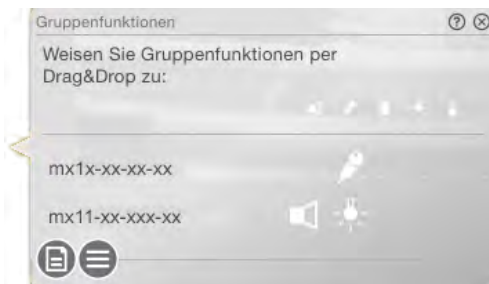 Gruppenfunktionen
Weisen Sie Gruppenfunktionen per
Drag&Drop zu:
mx1x-xx-xx-xx
mx11-xx-xxx-xx